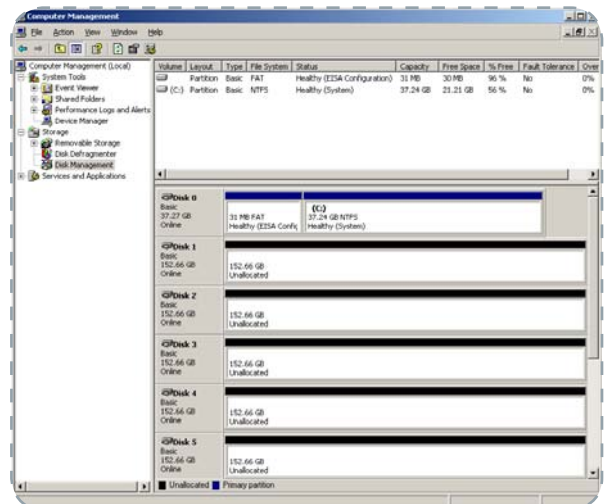 Computer Management
File Action View Window Help
Computer Management (Local)
System Tools
Event Viewer
Shared Folders
Performance Logs and Alerts
Device Manager
Storage
Removable Storage
Disk Defragmenter
Disk Management
Services and Applications
Volume Layout Type File System Status Capacity Free Space % Free Fault Tolerance Over
Partition Basic FAT Healthy (EISA Configuration) 31 MB 30 MB 96 % No 0%
(C:) Partition Basic NTFS Healthy (System) 37.24 GB 21.21 GB 56 % No 0%
Disk 0
Basic
37.27 GB
Online
31 MB FAT
Healthy (EISA Config
(C:)
37.24 GB NTFS
Healthy (System)
Disk 1
Basic
152.66 GB
Online
152.66 GB
Unallocated
Disk 2
Basic
152.66 GB
Online
152.66 GB
Unallocated
Disk 3
Basic
152.66 GB
Online
152.66 GB
Unallocated
Disk 4
Basic
152.66 GB
Online
152.66 GB
Unallocated
Disk 5
Basic
152.66 GB
Online
152.66 GB
Unallocated
Unallocated Primary partition